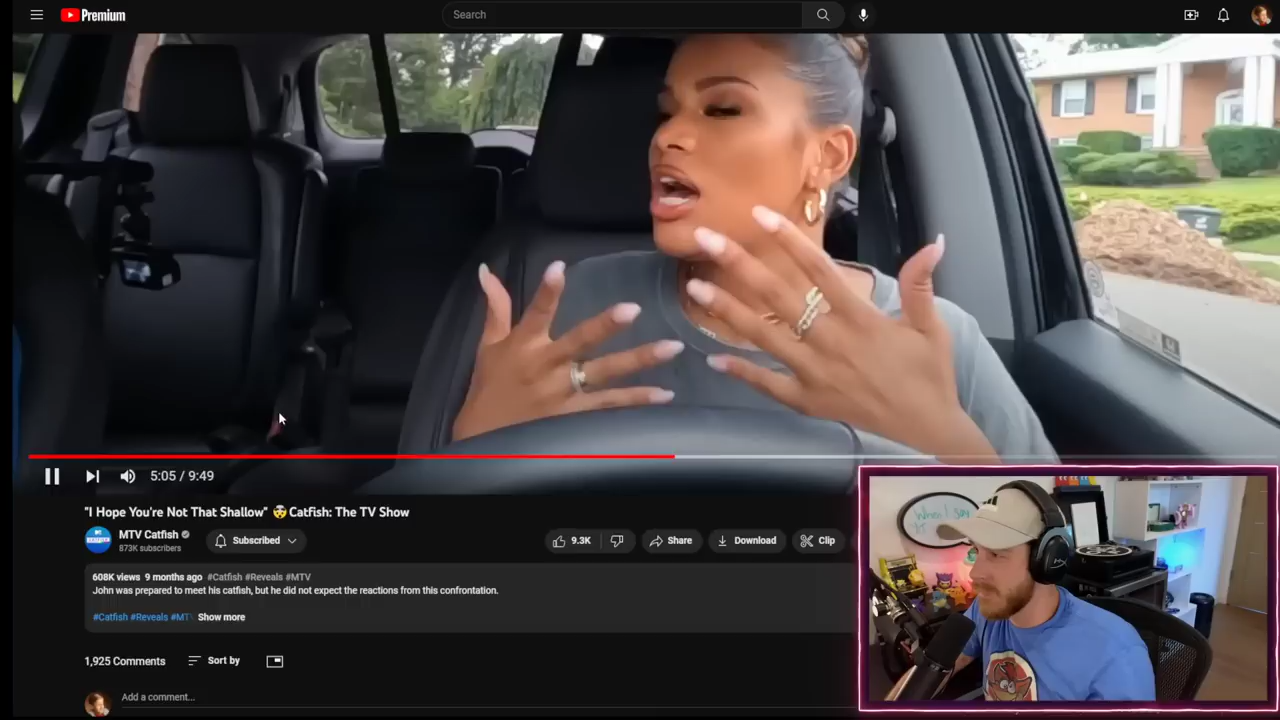 Premium
Search
5:05 / 9:49
"I Hope You're Not That Shallow" 🤯 Catfish: The TV Show
MTV Catfish
873K subscribers
Subscribed
9.3K
Share
Download
Clip
608K views 9 months ago #Catfish #Reveals #MTV
John was prepared to meet his catfish, but he did not expect the reactions from this confrontation.
#Catfish #Reveals #MT
Show more
1,925 Comments
Sort by
Add a comment...
When I say